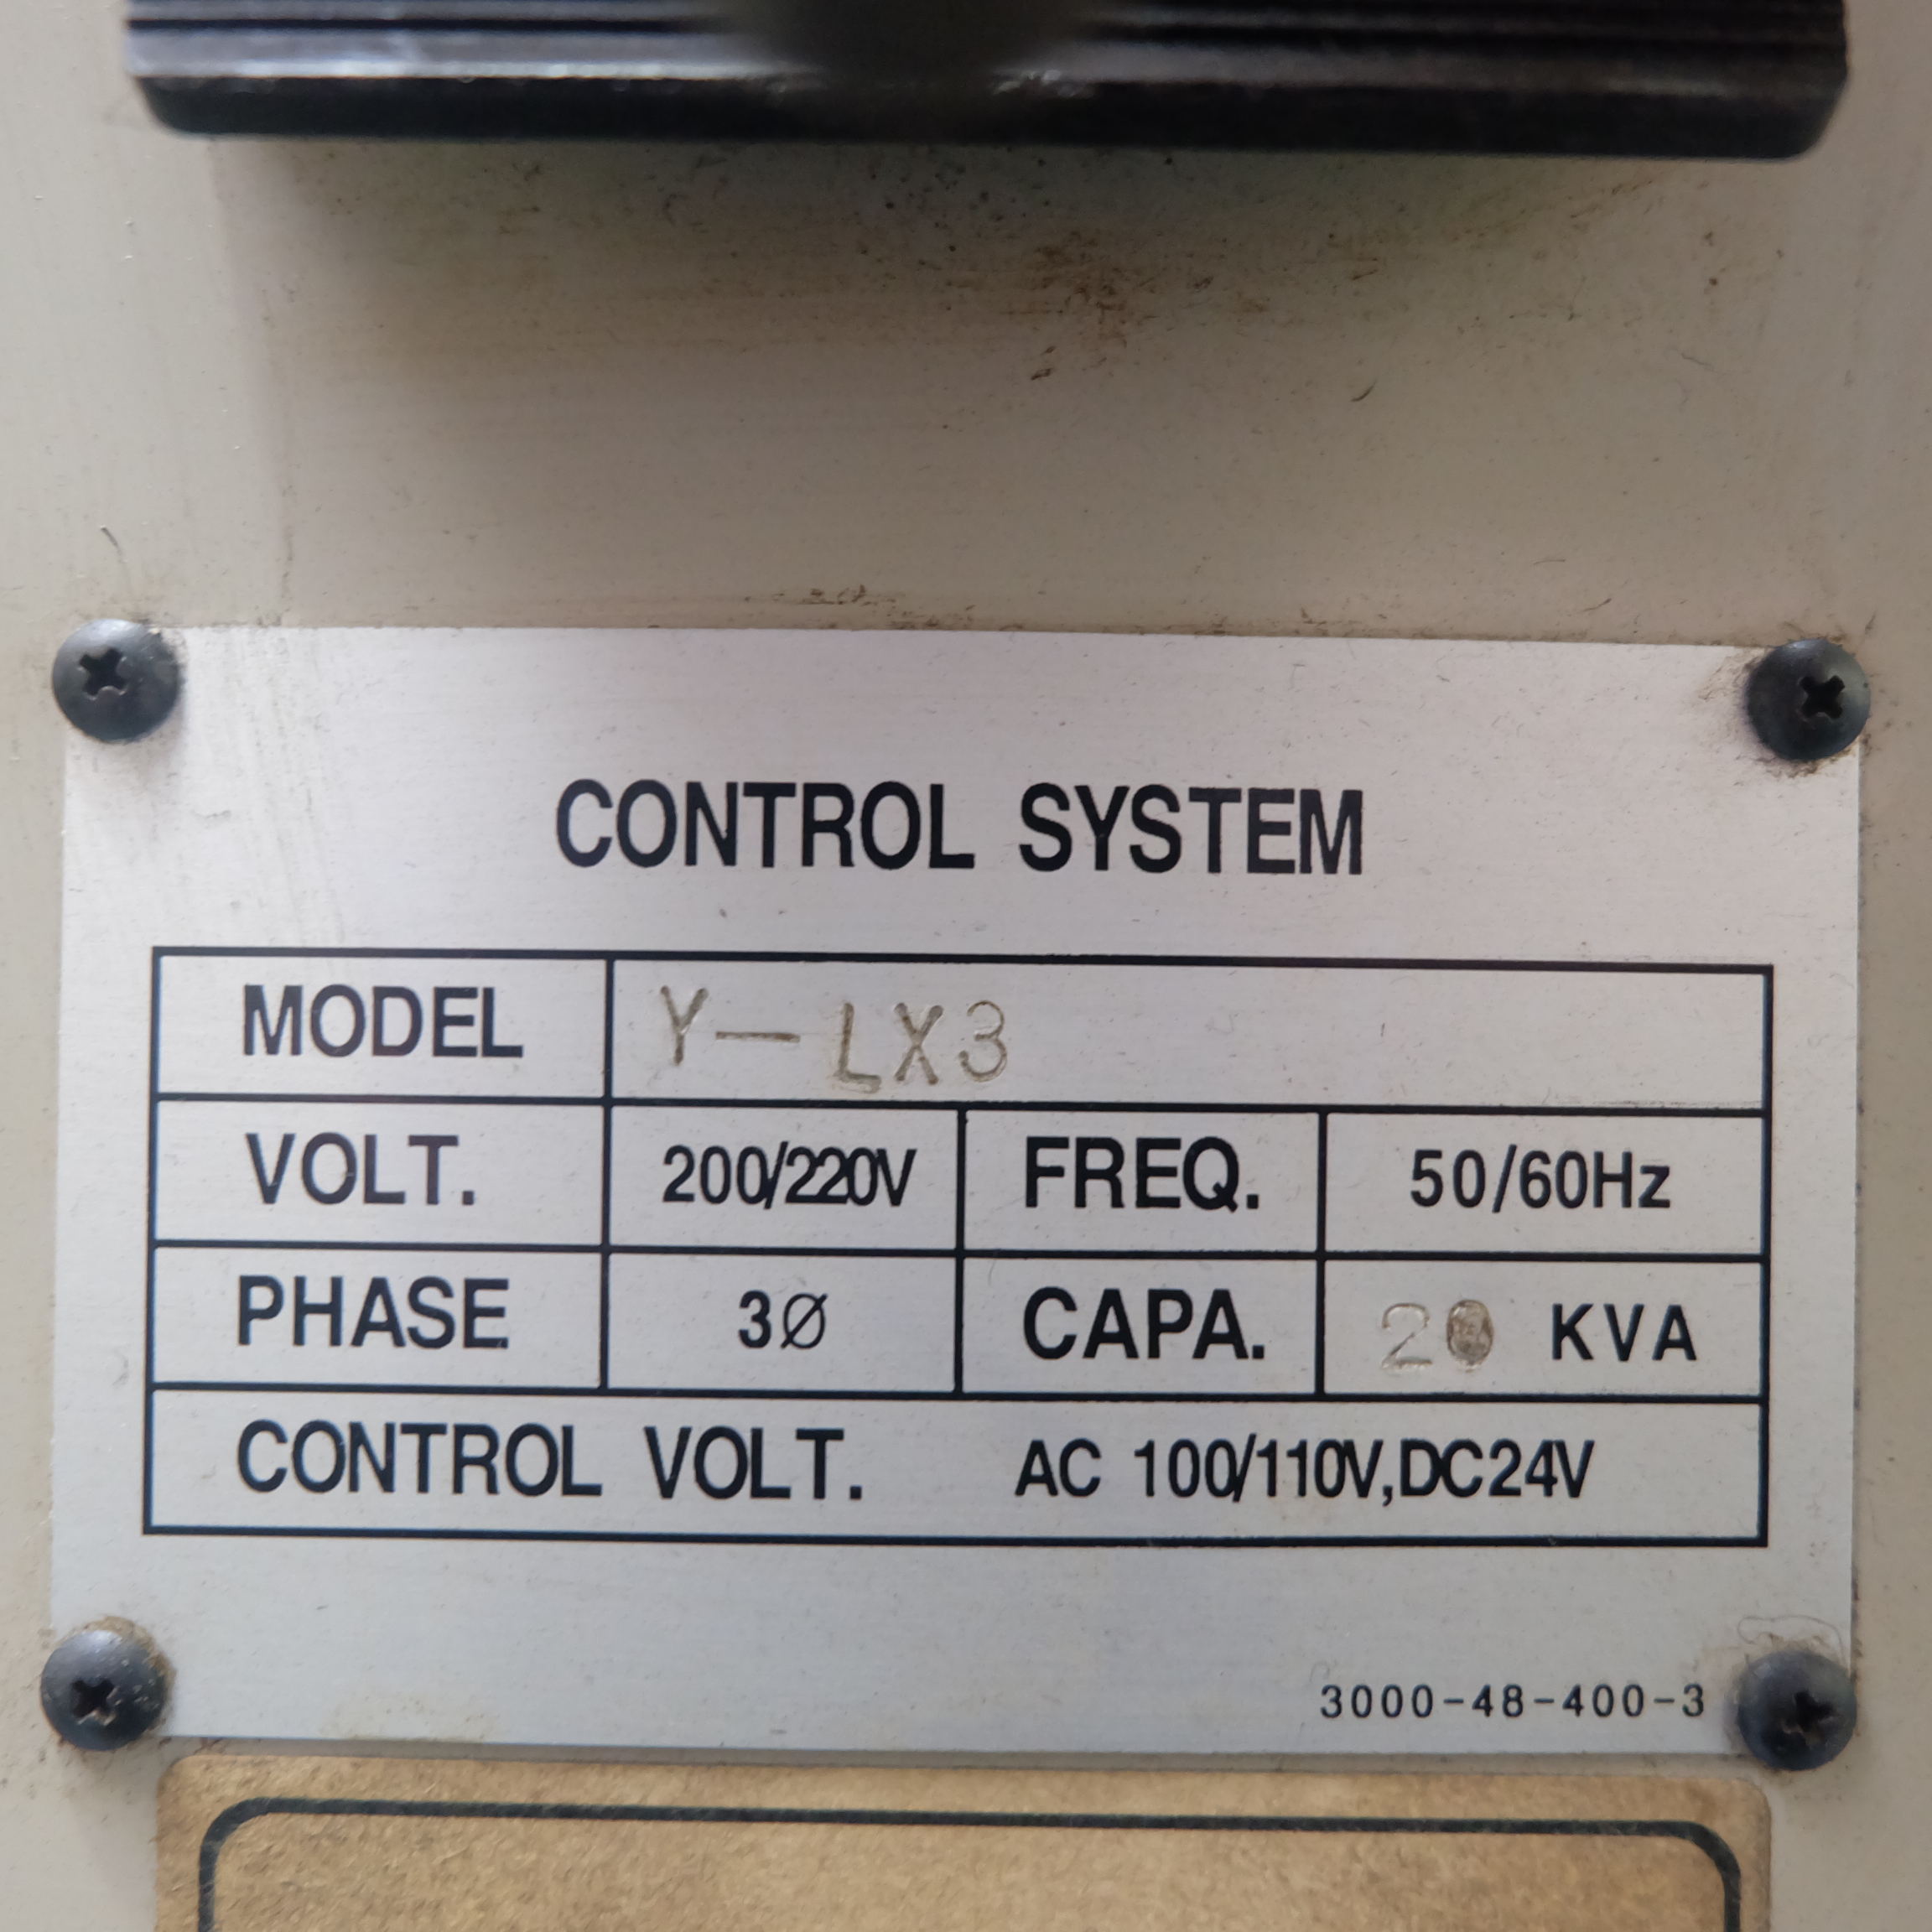 CONTROL SYSTEM
MODEL Y-LX3
VOLT. 200/220V FREQ. 50/60Hz
PHASE 3Ø CAPA. 20 KVA
CONTROL VOLT. AC 100/110V,DC24V
3000-48-400-3